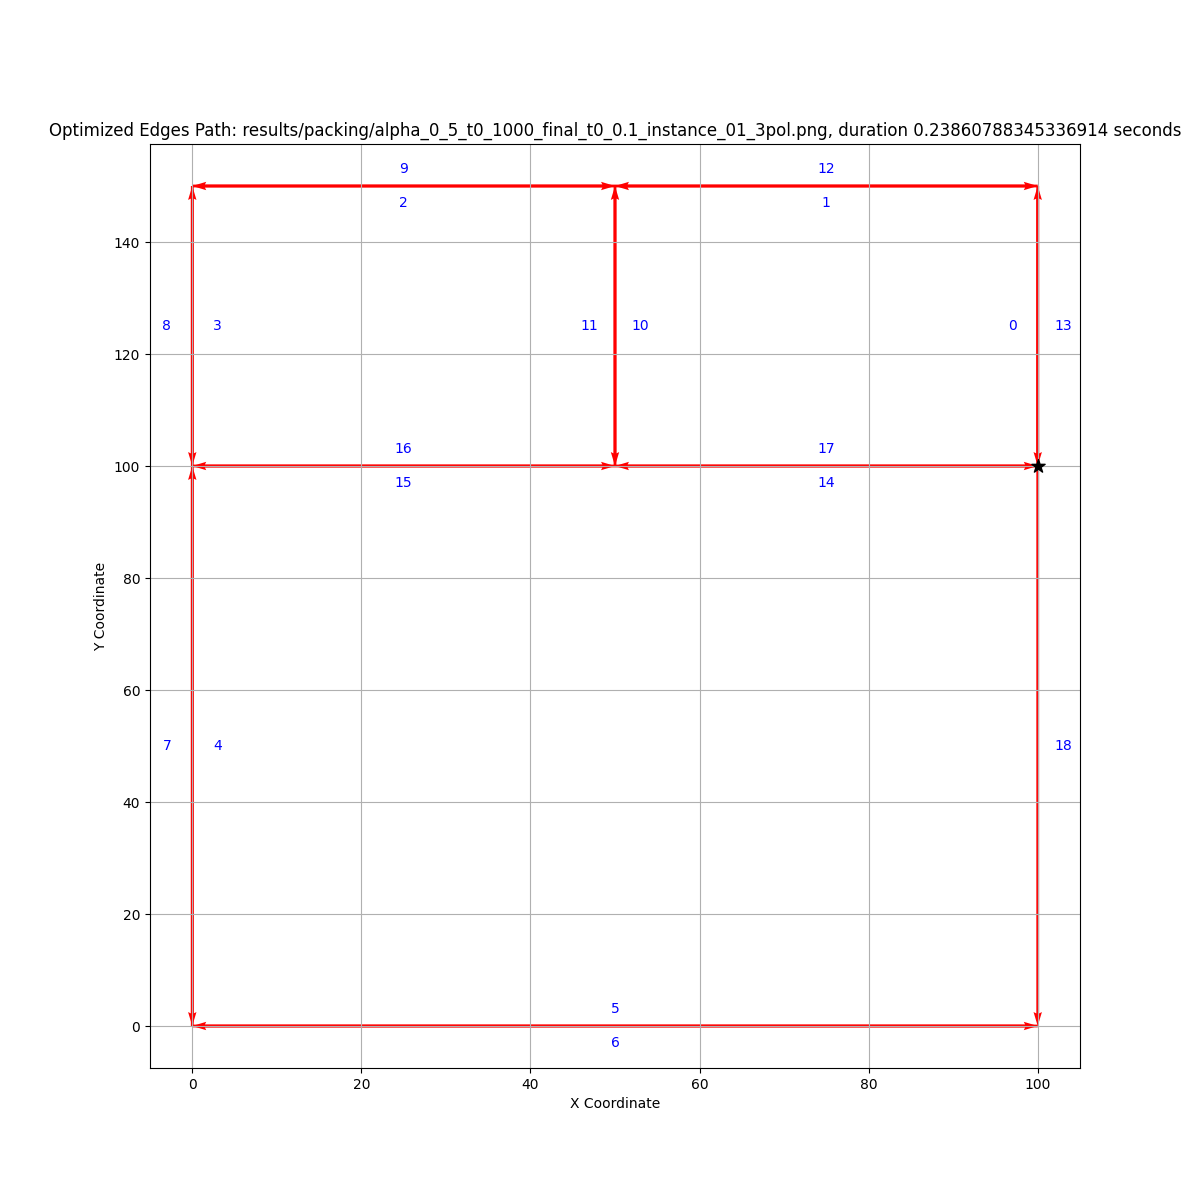 Optimized Edges Path: results/packing/alpha_0_5_t0_1000_final_t0_0.1_instance_01_3pol.png, duration 0.23860788345336914 seconds
9 12
2 1
140
8 3 11 10 0 13
120
16 17
100
15 14
80
Y Coordinate
60
7 4 18
40
20
5
0
6
0 20 40 60 80 100
X Coordinate